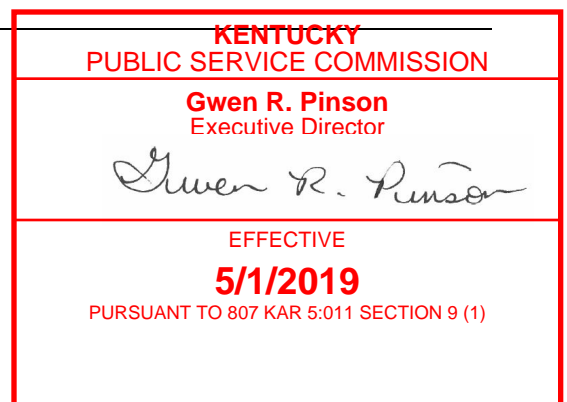 KENTUCKY
PUBLIC SERVICE COMMISSION
Gwen R. Pinson
Executive Director
Gwen R. Pinson
EFFECTIVE
5/1/2019
PURSUANT TO 807 KAR 5:011 SECTION 9 (1)